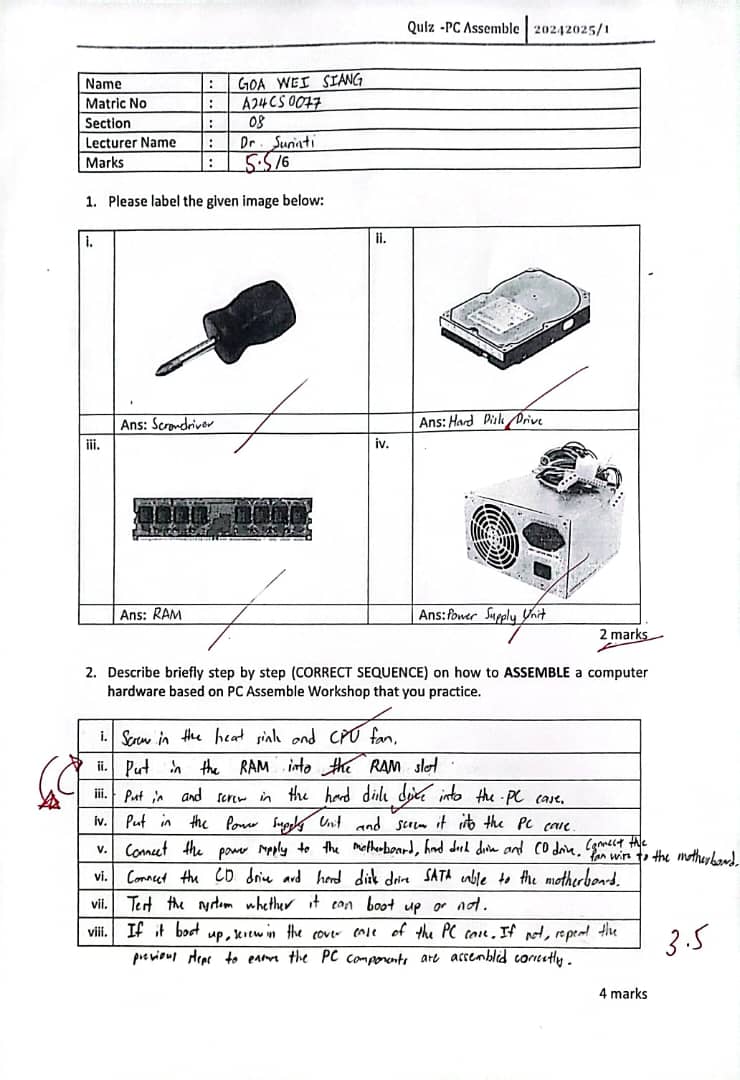 Quiz -PC Assemble | 20242025/1
Name : GOA WEI SIANG
Matric No : A24CS0077
Section : 08
Lecturer Name : Dr. Suriati
Marks : 5.5/6
1. Please label the given image below:
i.
ii.
Ans: Screwdriver
Ans: Hard Disk Drive
iii.
iv.
Ans: RAM
Ans: Power Supply Unit
2 marks
2. Describe briefly step by step (CORRECT SEQUENCE) on how to ASSEMBLE a computer
hardware based on PC Assemble Workshop that you practice.
i. Screw in the heat sink and CPU fan.
ii. Put in the RAM into the RAM slot
iii. Put in and screw in the hard disk drive into the PC case.
iv. Put in the Power Supply Unit and screw it into the PC case.
v. Connect the power supply to the motherboard, hard disk drive and CD drive. Connect the
fan wire to the motherboard.
vi. Connect the CD drive and hard disk drive SATA cable to the motherboard.
vii. Test the system whether it can boot up or not.
viii. If it boot up, screw in the cover case of the PC case. If not, repeat the
previous steps to ensure the PC components are assembled correctly.
3.5
4 marks